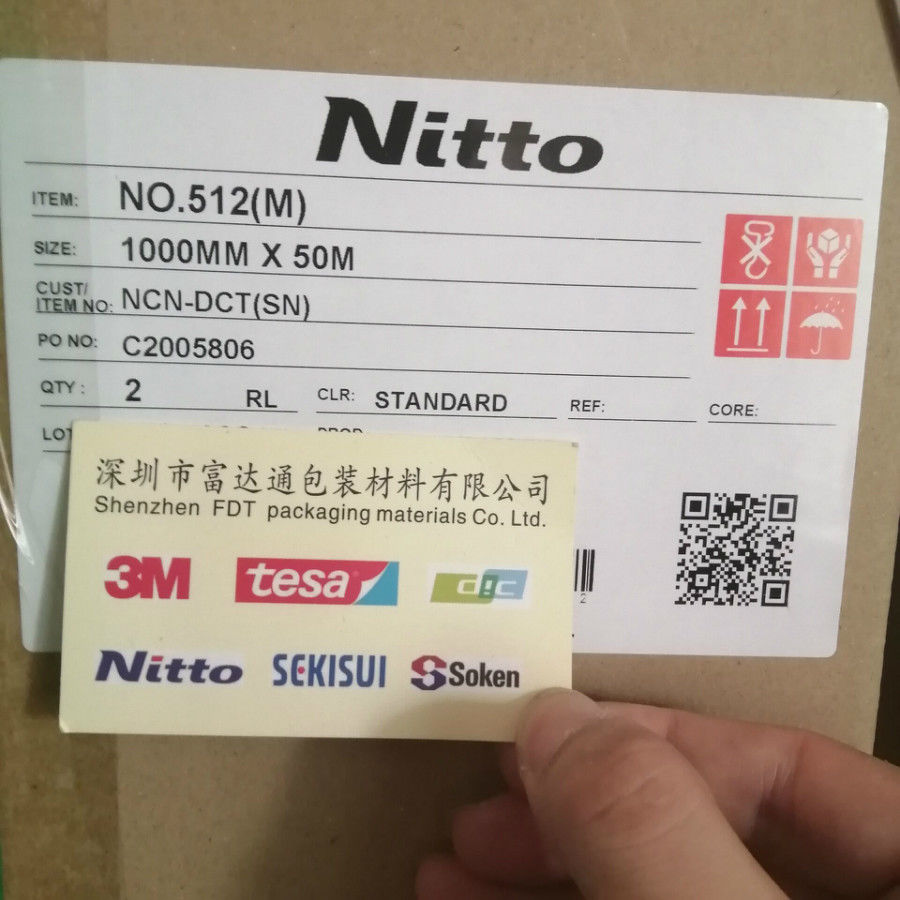 Nitto
ITEM: NO.512(M)
SIZE: 1000MM X 50M
CUST/
ITEM NO: NCN-DCT(SN)
PO NO: C2005806
QTY : 2 RL CLR: STANDARD REF: CORE:
深圳市富达通包装材料有限公司
Shenzhen FDT packaging materials Co. Ltd.
3M tesa dic
Nitto SEKISUI Soken